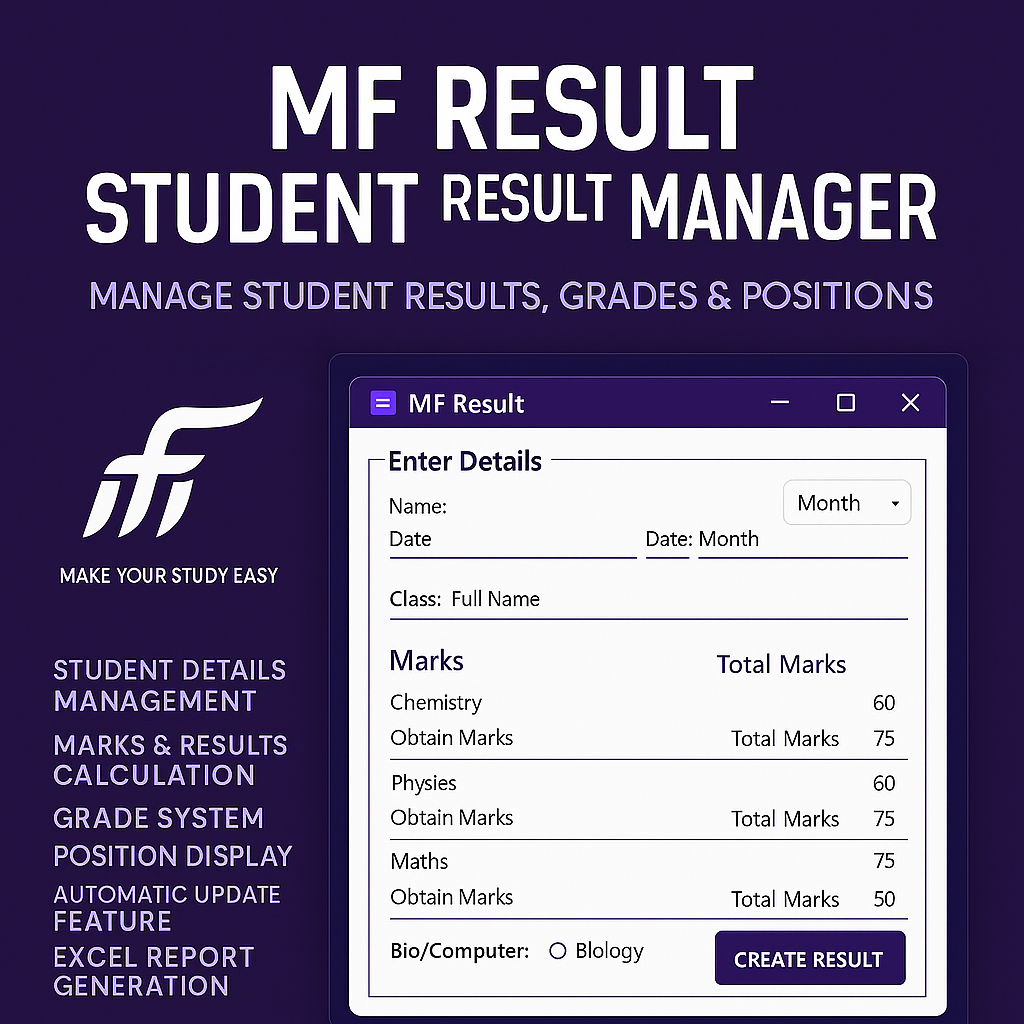 MF RESULT
STUDENT RESULT MANAGER
MANAGE STUDENT RESULTS, GRADES & POSITIONS
MAKE YOUR STUDY EASY
STUDENT DETAILS
MANAGEMENT
MARKS & RESULTS
CALCULATION
GRADE SYSTEM
POSITION DISPLAY
AUTOMATIC UPDATE
FEATURE
EXCEL REPORT
GENERATION
MF Result
Enter Details
Name:
Month
Date
Date: Month
Class: Full Name
Marks Total Marks
Chemistry 60
Obtain Marks Total Marks 75
Physies 60
Obtain Marks Total Marks 75
Maths 75
Obtain Marks Total Marks 50
Bio/Computer: Blology
CREATE RESULT